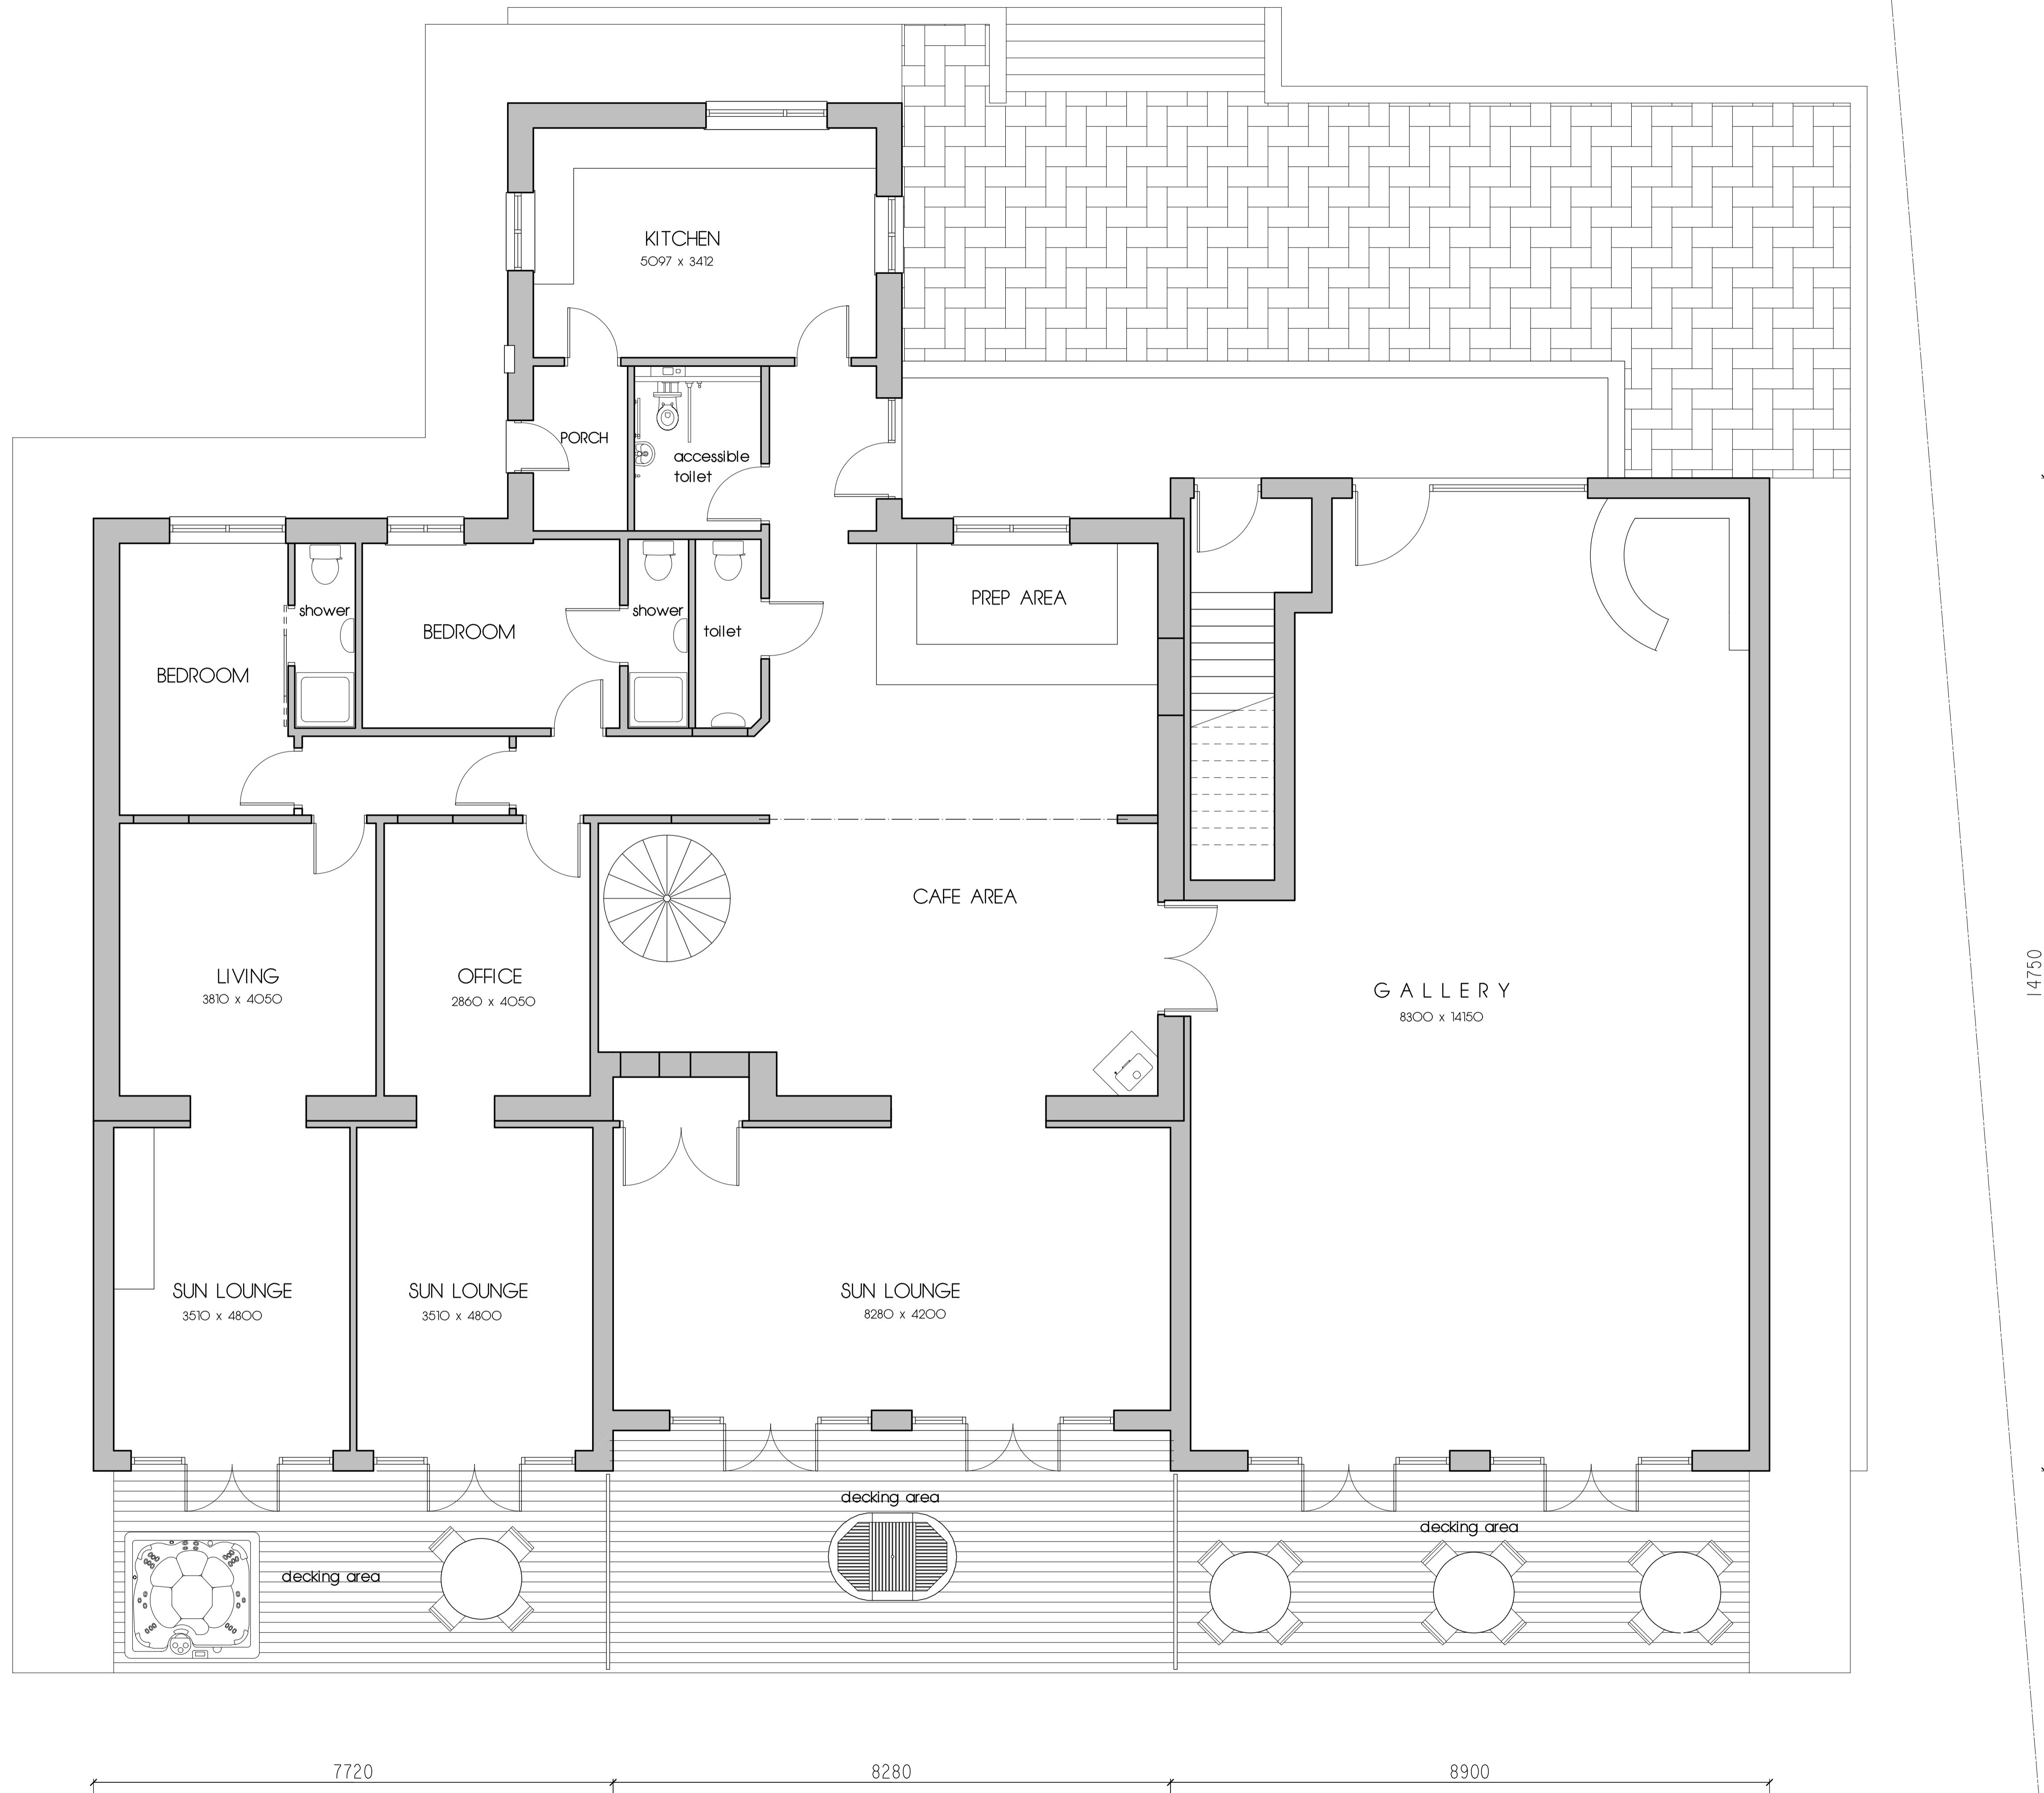 KITCHEN
5097 x 3412
PORCH
accessible
toilet
shower
BEDROOM
shower
toilet
PREP AREA
BEDROOM
CAFE AREA
LIVING
3810 x 4050
OFFICE
2860 x 4050
GALLERY
8300 x 14150
14750
SUN LOUNGE
3510 x 4800
SUN LOUNGE
3510 x 4800
SUN LOUNGE
8280 x 4200
decking area
decking area
decking area
7720
8280
8900